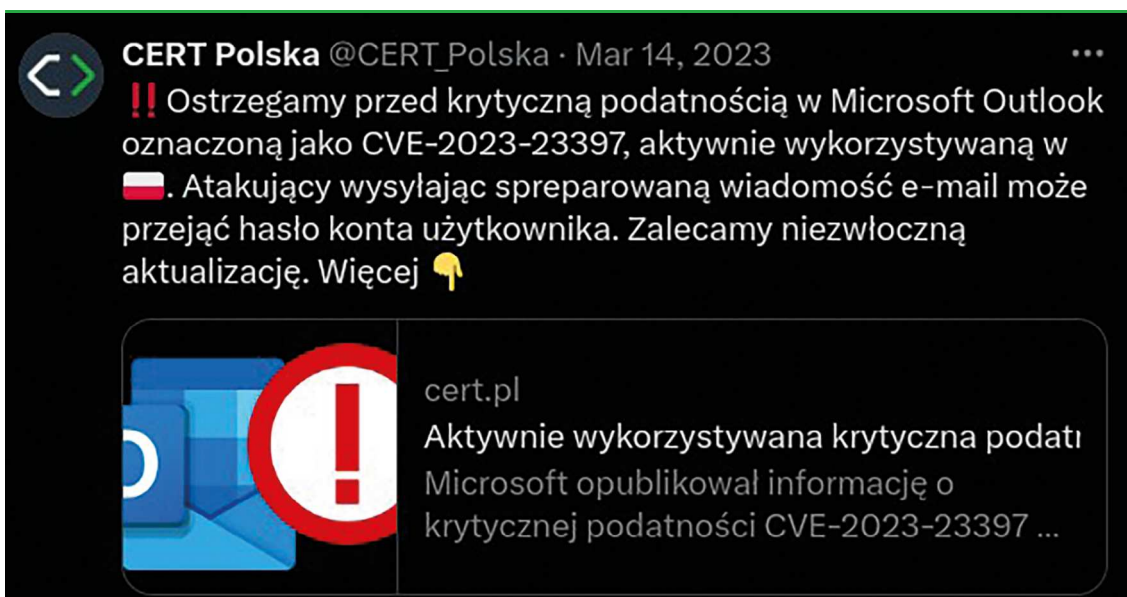 CERT Polska @CERT_Polska · Mar 14, 2023
‼️ Ostrzegamy przed krytyczną podatnością w Microsoft Outlook
oznaczoną jako CVE-2023-23397, aktywnie wykorzystywaną w
🇵🇱. Atakujący wysyłając spreparowaną wiadomość e-mail może
przejąć hasło konta użytkownika. Zalecamy niezwłoczną
aktualizację. Więcej 👇
cert.pl
Aktywnie wykorzystywana krytyczna
Microsoft opublikował informację o
krytycznej podatności CVE-2023-23397 ...